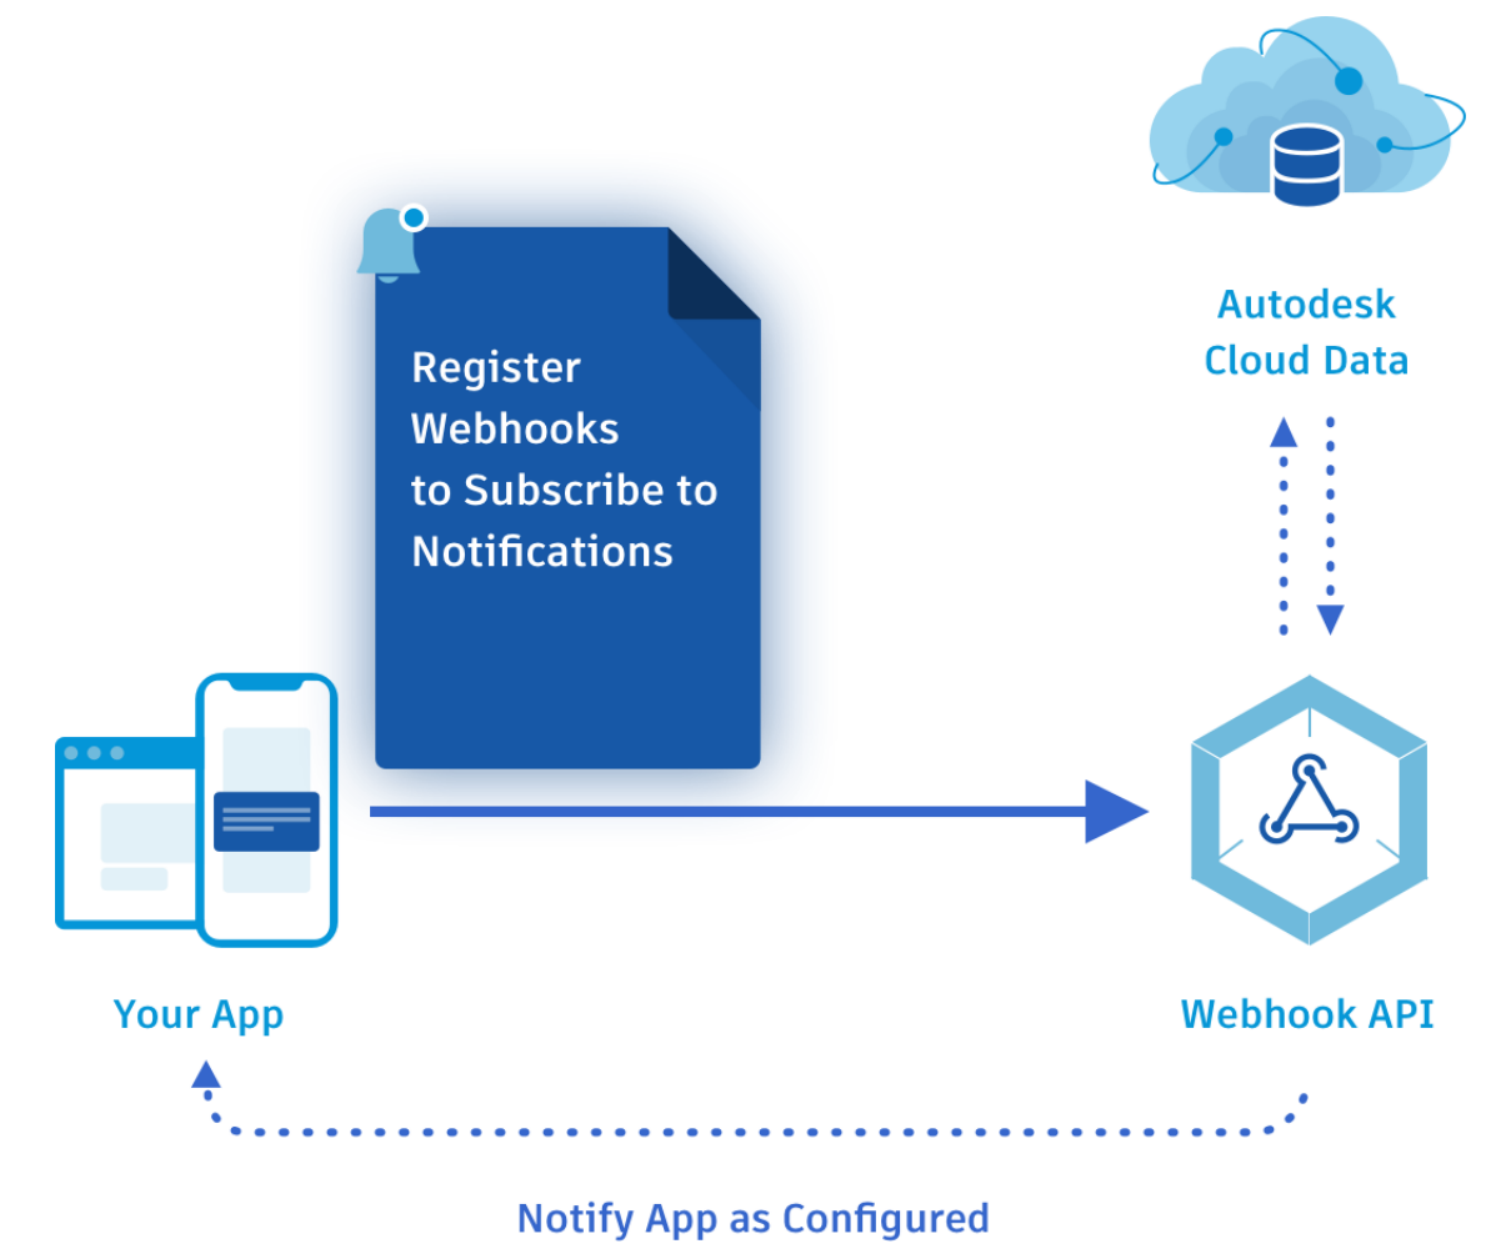 Autodesk
Cloud Data
Register
Webhooks
to Subscribe to
Notifications
Your App
Webhook API
Notify App as Configured